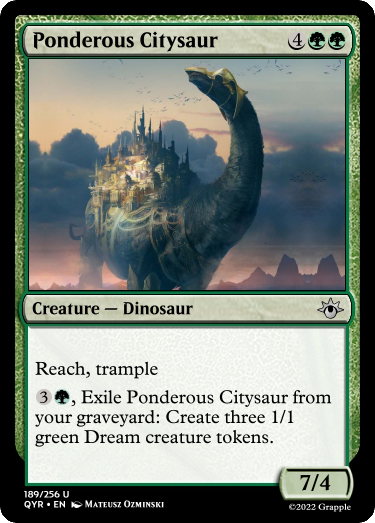 Ponderous Citysaur 4
Creature — Dinosaur
Reach, trample
3, Exile Ponderous Citysaur from
your graveyard: Create three 1/1
green Dream creature tokens.
7/4
189/256 U
QYR • EN Mateusz Ozminski
©2022 Grapple